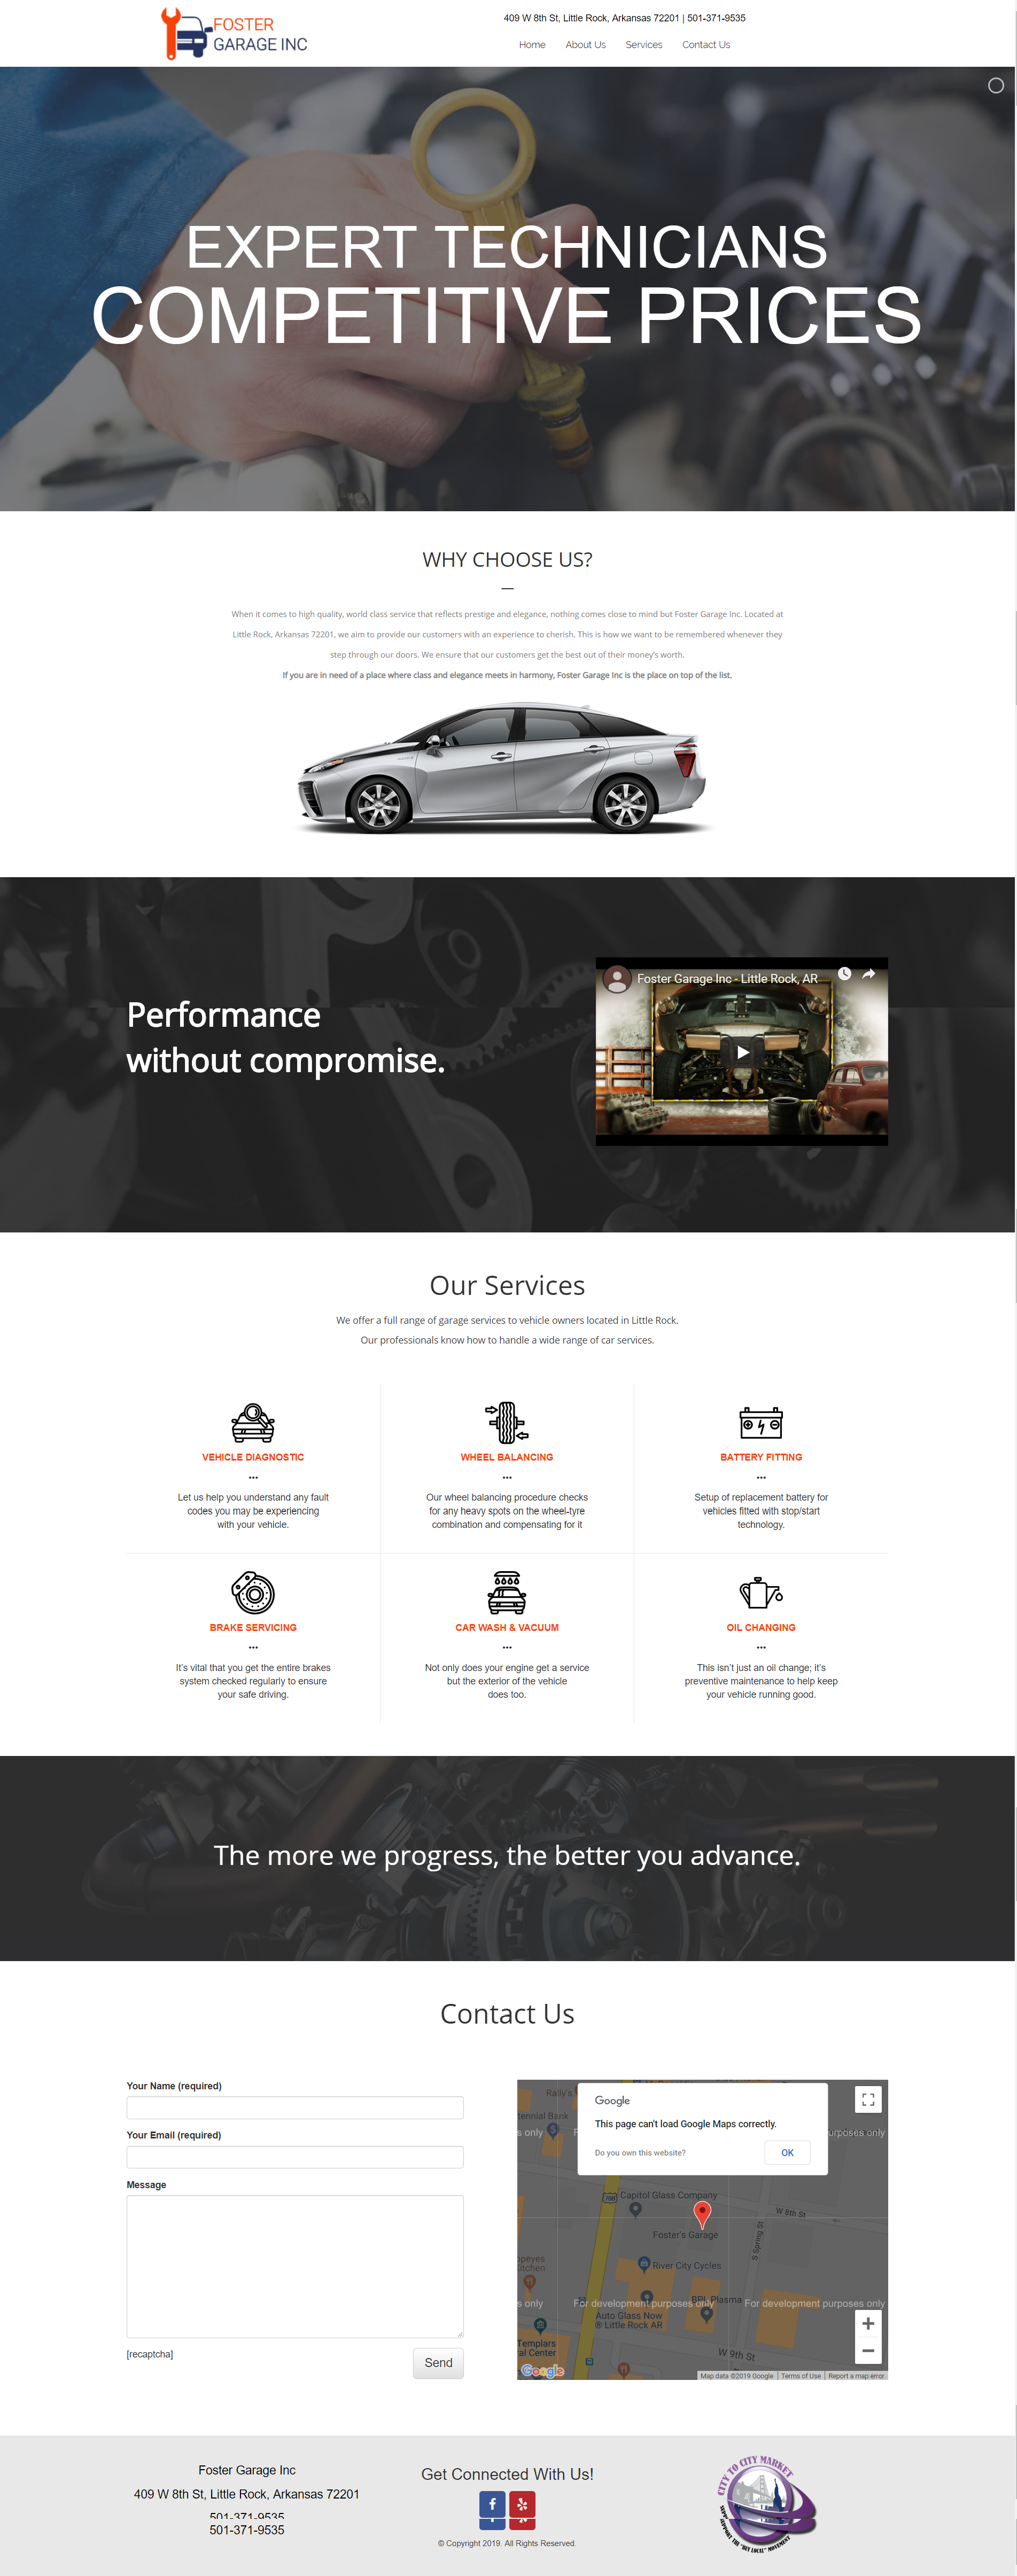 FOSTER
GARAGE INC
409 W 8th St, Little Rock, Arkansas 72201 | 501-371-9535
Home About Us Services Contact Us
EXPERT TECHNICIANS
COMPETITIVE PRICES
WHY CHOOSE US?
When it comes to high quality, world class service that reflects prestige and elegance, nothing comes close to mind but Foster Garage Inc. Located at
Little Rock, Arkansas 72201, we aim to provide our customers with an experience to cherish. This is how we want to be remembered whenever they
step through our doors. We ensure that our customers get the best out of their money's worth.
If you are in need of a place where class and elegance meets in harmony, Foster Garage Inc is the place on top of the list.
Foster Garage Inc - Little Rock, AR
Performance
without compromise.
Our Services
We offer a full range of garage services to vehicle owners located in Little Rock.
Our professionals know how to handle a wide range of car services.
VEHICLE DIAGNOSTIC
•••
Let us help you understand any fault
codes you may be experiencing
with your vehicle.
WHEEL BALANCING
•••
Our wheel balancing procedure checks
for any heavy spots on the wheel-tyre
combination and compensating for it
BATTERY FITTING
•••
Setup of replacement battery for
vehicles fitted with stop/start
technology.
BRAKE SERVICING
•••
It's vital that you get the entire brakes
system checked regularly to ensure
your safe driving.
CAR WASH & VACUUM
•••
Not only does your engine get a service
but the exterior of the vehicle
does too.
OIL CHANGING
•••
This isn't just an oil change; it's
preventive maintenance to help keep
your vehicle running good.
The more we progress, the better you advance.
Contact Us
Your Name (required)
Your Email (required)
Message
[recaptcha]
Send
Rally's
tennial Bank
s only
urposes only
Google
This page can't load Google Maps correctly.
Do you own this website?
OK
Capitol Glass Company
W 8th St
Foster's Garage
S Spring St
River City Cycles
opeyes
Kitchen
BPL Plasma
s only
For development purposes only
For development purposes only
Auto Glass Now
® Little Rock AR
Templars
al Center
W 9th St
Google
Map data ©2019 Google Terms of Use Report a map error
Foster Garage Inc
409 W 8th St, Little Rock, Arkansas 72201
501-371-9535
501-371-9535
Get Connected With Us!
© Copyright 2019. All Rights Reserved.
CITY TO CITY MARKET
SUPPORT THE "BUY LOCAL" MOVEMENT